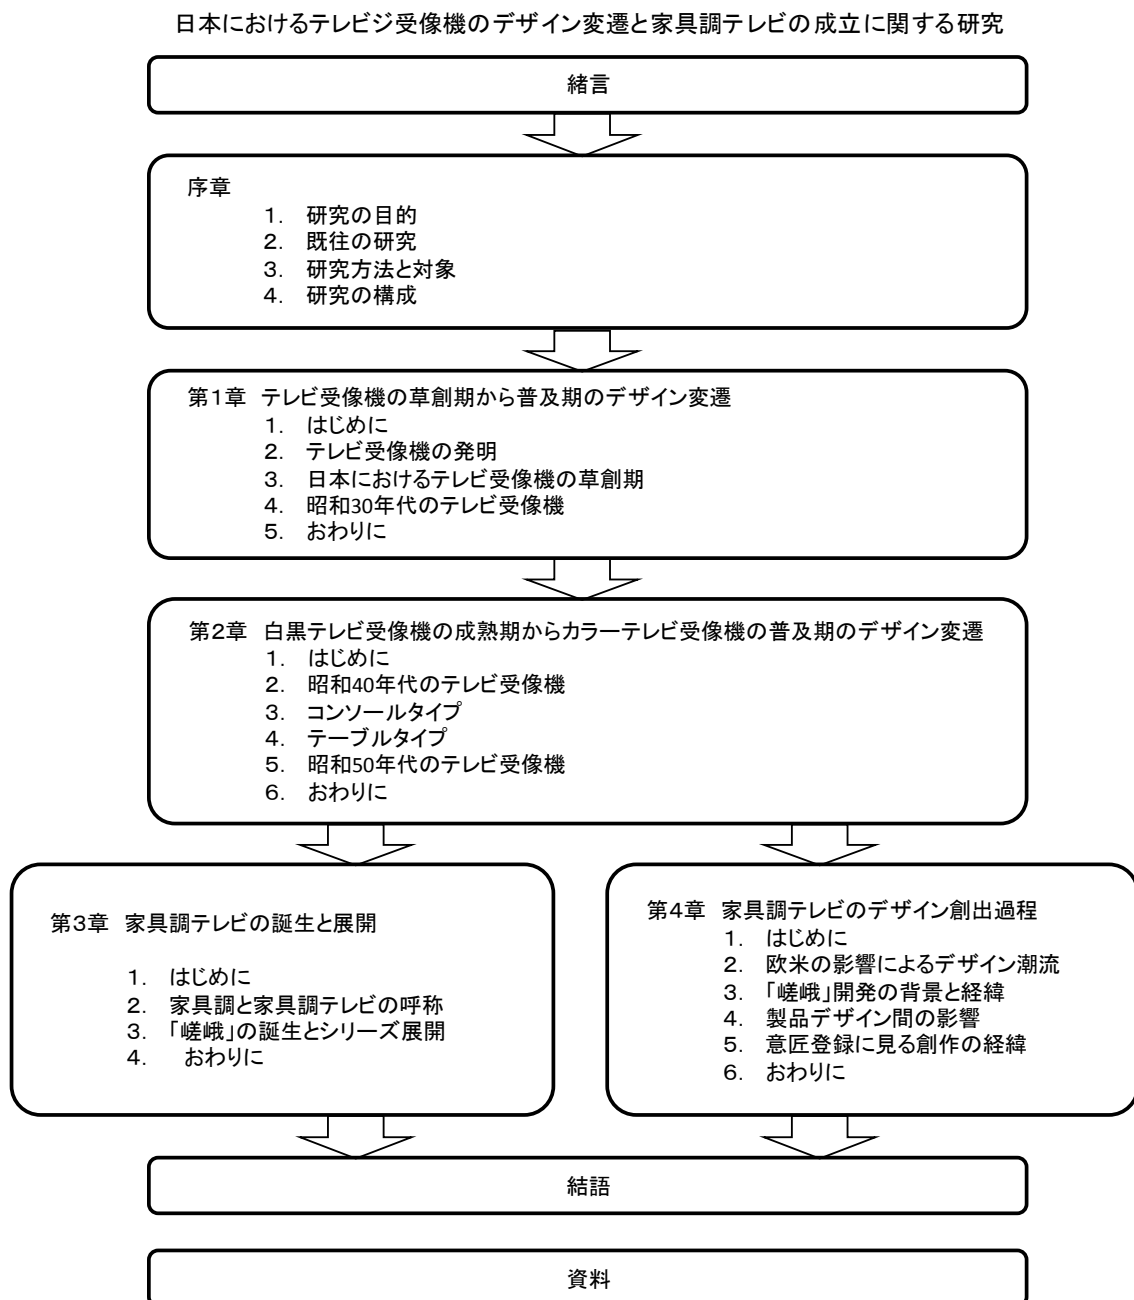 日本におけるテレビジ受像機のデザイン変遷と家具調テレビの成立に関する研究
緒言
序章
1. 研究の目的
2. 既往の研究
3. 研究方法と対象
4. 研究の構成
第1章 テレビ受像機の草創期から普及期のデザイン変遷
1. はじめに
2. テレビ受像機の発明
3. 日本におけるテレビ受像機の草創期
4. 昭和30年代のテレビ受像機
5. おわりに
第2章 白黒テレビ受像機の成熟期からカラーテレビ受像機の普及期のデザイン変遷
1. はじめに
2. 昭和40年代のテレビ受像機
3. コンソールタイプ
4. テーブルタイプ
5. 昭和50年代のテレビ受像機
6. おわりに
第3章 家具調テレビの誕生と展開
1. はじめに
2. 家具調と家具調テレビの呼称
3. 「嵯峨」の誕生とシリーズ展開
4. おわりに
第4章 家具調テレビのデザイン創出過程
1. はじめに
2. 欧米の影響によるデザイン潮流
3. 「嵯峨」開発の背景と経緯
4. 製品デザイン間の影響
5. 意匠登録に見る創作の経緯
6. おわりに
結語
資料